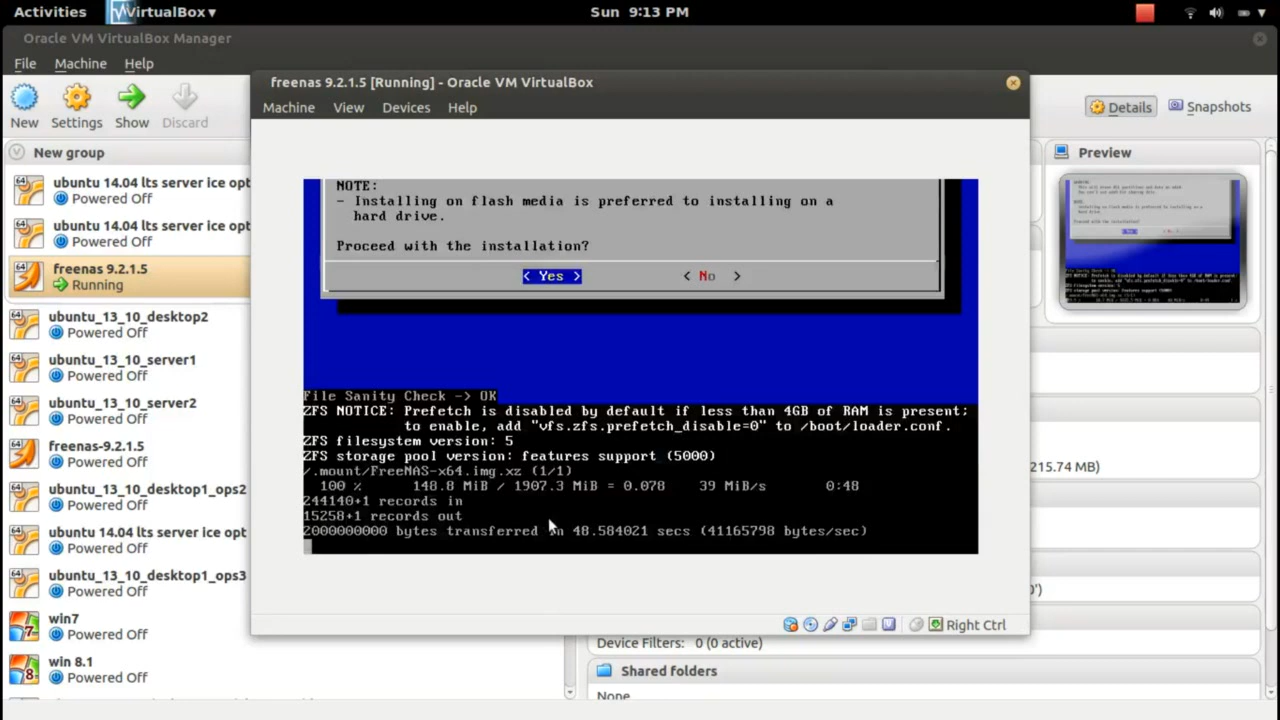 Activities
VirtualBox ▾
Sun 9:13 PM
Oracle VM VirtualBox Manager
File Machine Help
New Settings Show Discard
Details Snapshots
New group
ubuntu 14.04 lts server ice opt
Powered Off
ubuntu 14.04 lts server ice opt
Powered Off
freenas 9.2.1.5
Running
ubuntu_13_10_desktop2
Powered Off
ubuntu_13_10_server1
Powered Off
ubuntu_13_10_server2
Powered Off
freenas-9.2.1.5
Powered Off
ubuntu_13_10_desktop1_ops2
Powered Off
ubuntu 14.04 lts server opt
Powered Off
ubuntu_13_10_desktop1_ops3
Powered Off
win7
Powered Off
win 8.1
Powered Off
freenas 9.2.1.5 [Running] - Oracle VM VirtualBox
Machine View Devices Help
NOTE:
- Installing on flash media is preferred to installing on a
hard drive.
Proceed with the installation?
< Yes > < No >
File Sanity Check -> OK
ZFS NOTICE: Prefetch is disabled by default if less than 4GB of RAM is present;
to enable, add "vfs.zfs.prefetch_disable=0" to /boot/loader.conf.
ZFS filesystem version: 5
ZFS storage pool version: features support (5000)
/.mount/FreeNAS-x64.img.xz (1/1)
100 % 148.8 MiB / 1907.3 MiB = 0.078 39 MiB/s 0:48
244140+1 records in
15258+1 records out
2000000000 bytes transferred in 48.584021 secs (41165798 bytes/sec)
Right Ctrl
Preview
215.74 MB)
')
Device Filters: 0 (0 active)
Shared folders
None